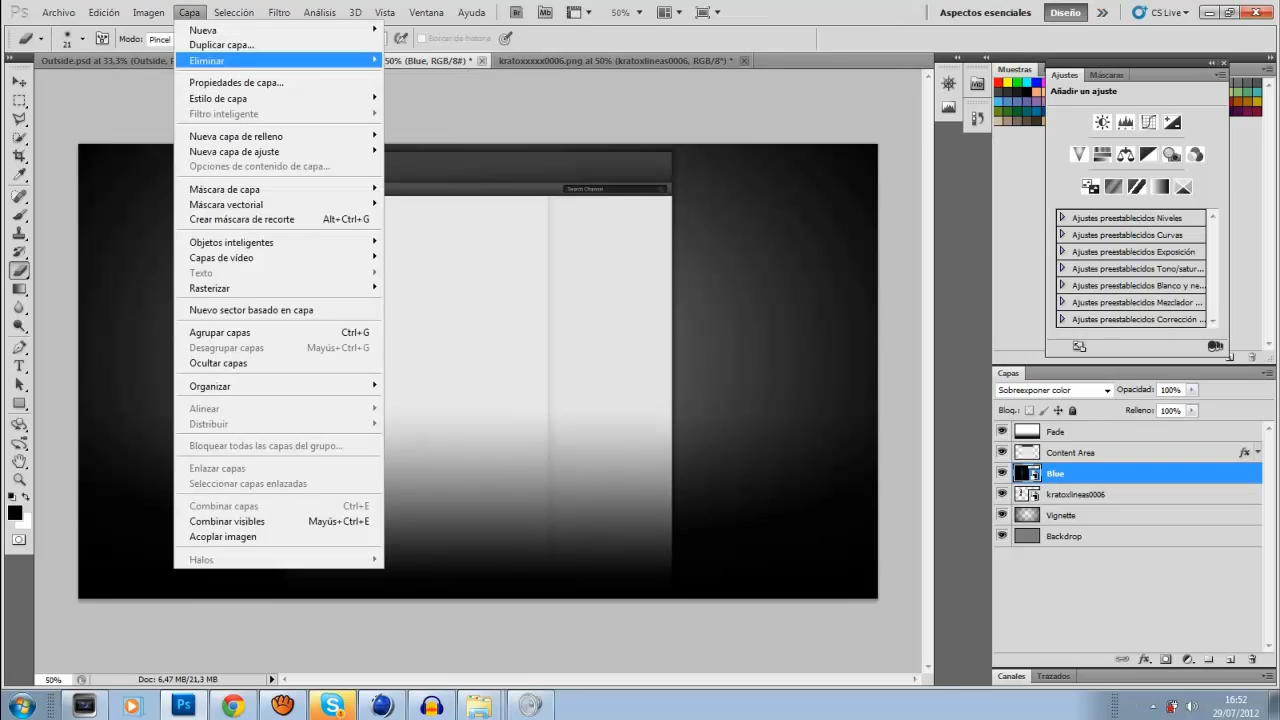 Ps Archivo Edición Imagen Capa Selección Filtro Análisis 3D Vista Ventana Ayuda Br Mb 50% Aspectos esenciales Diseño CS Live
21 Modo: Pincel Borrar de historia
Outside.psd at 33,3% (Outside, 50% (Blue, RGB/8#) * kratoxxxxx0006.png at 50% (kratoxlineas0006, RGB/8*) *
Nueva
Duplicar capa...
Eliminar
Propiedades de capa...
Estilo de capa
Filtro inteligente
Nueva capa de relleno
Nueva capa de ajuste
Opciones de contenido de capa...
Máscara de capa
Máscara vectorial
Crear máscara de recorte Alt+Ctrl+G
Objetos inteligentes
Capas de vídeo
Texto
Rasterizar
Nuevo sector basado en capa
Agrupar capas Ctrl+G
Desagrupar capas Mayús+Ctrl+G
Ocultar capas
Organizar
Alinear
Distribuir
Bloquear todas las capas del grupo...
Enlazar capas
Seleccionar capas enlazadas
Combinar capas Ctrl+E
Combinar visibles Mayús+Ctrl+E
Acoplar imagen
Halos
Search Channel
Muestras
Ajustes Máscaras
Añadir un ajuste
Ajustes preestablecidos Niveles
Ajustes preestablecidos Curvas
Ajustes preestablecidos Exposición
Ajustes preestablecidos Tono/satur...
Ajustes preestablecidos Blanco y ne...
Ajustes preestablecidos Mezclador ...
Ajustes preestablecidos Corrección ...
Capas
Sobreexponer color Opacidad: 100%
Bloq.: Relleno: 100%
Fade
Content Area fx
Blue
kratoxlineas0006
Vignette
Backdrop
Canales Trazados
50% Doc: 6,47 MB/21,3 MB
Ps
16:52
29/07/2012